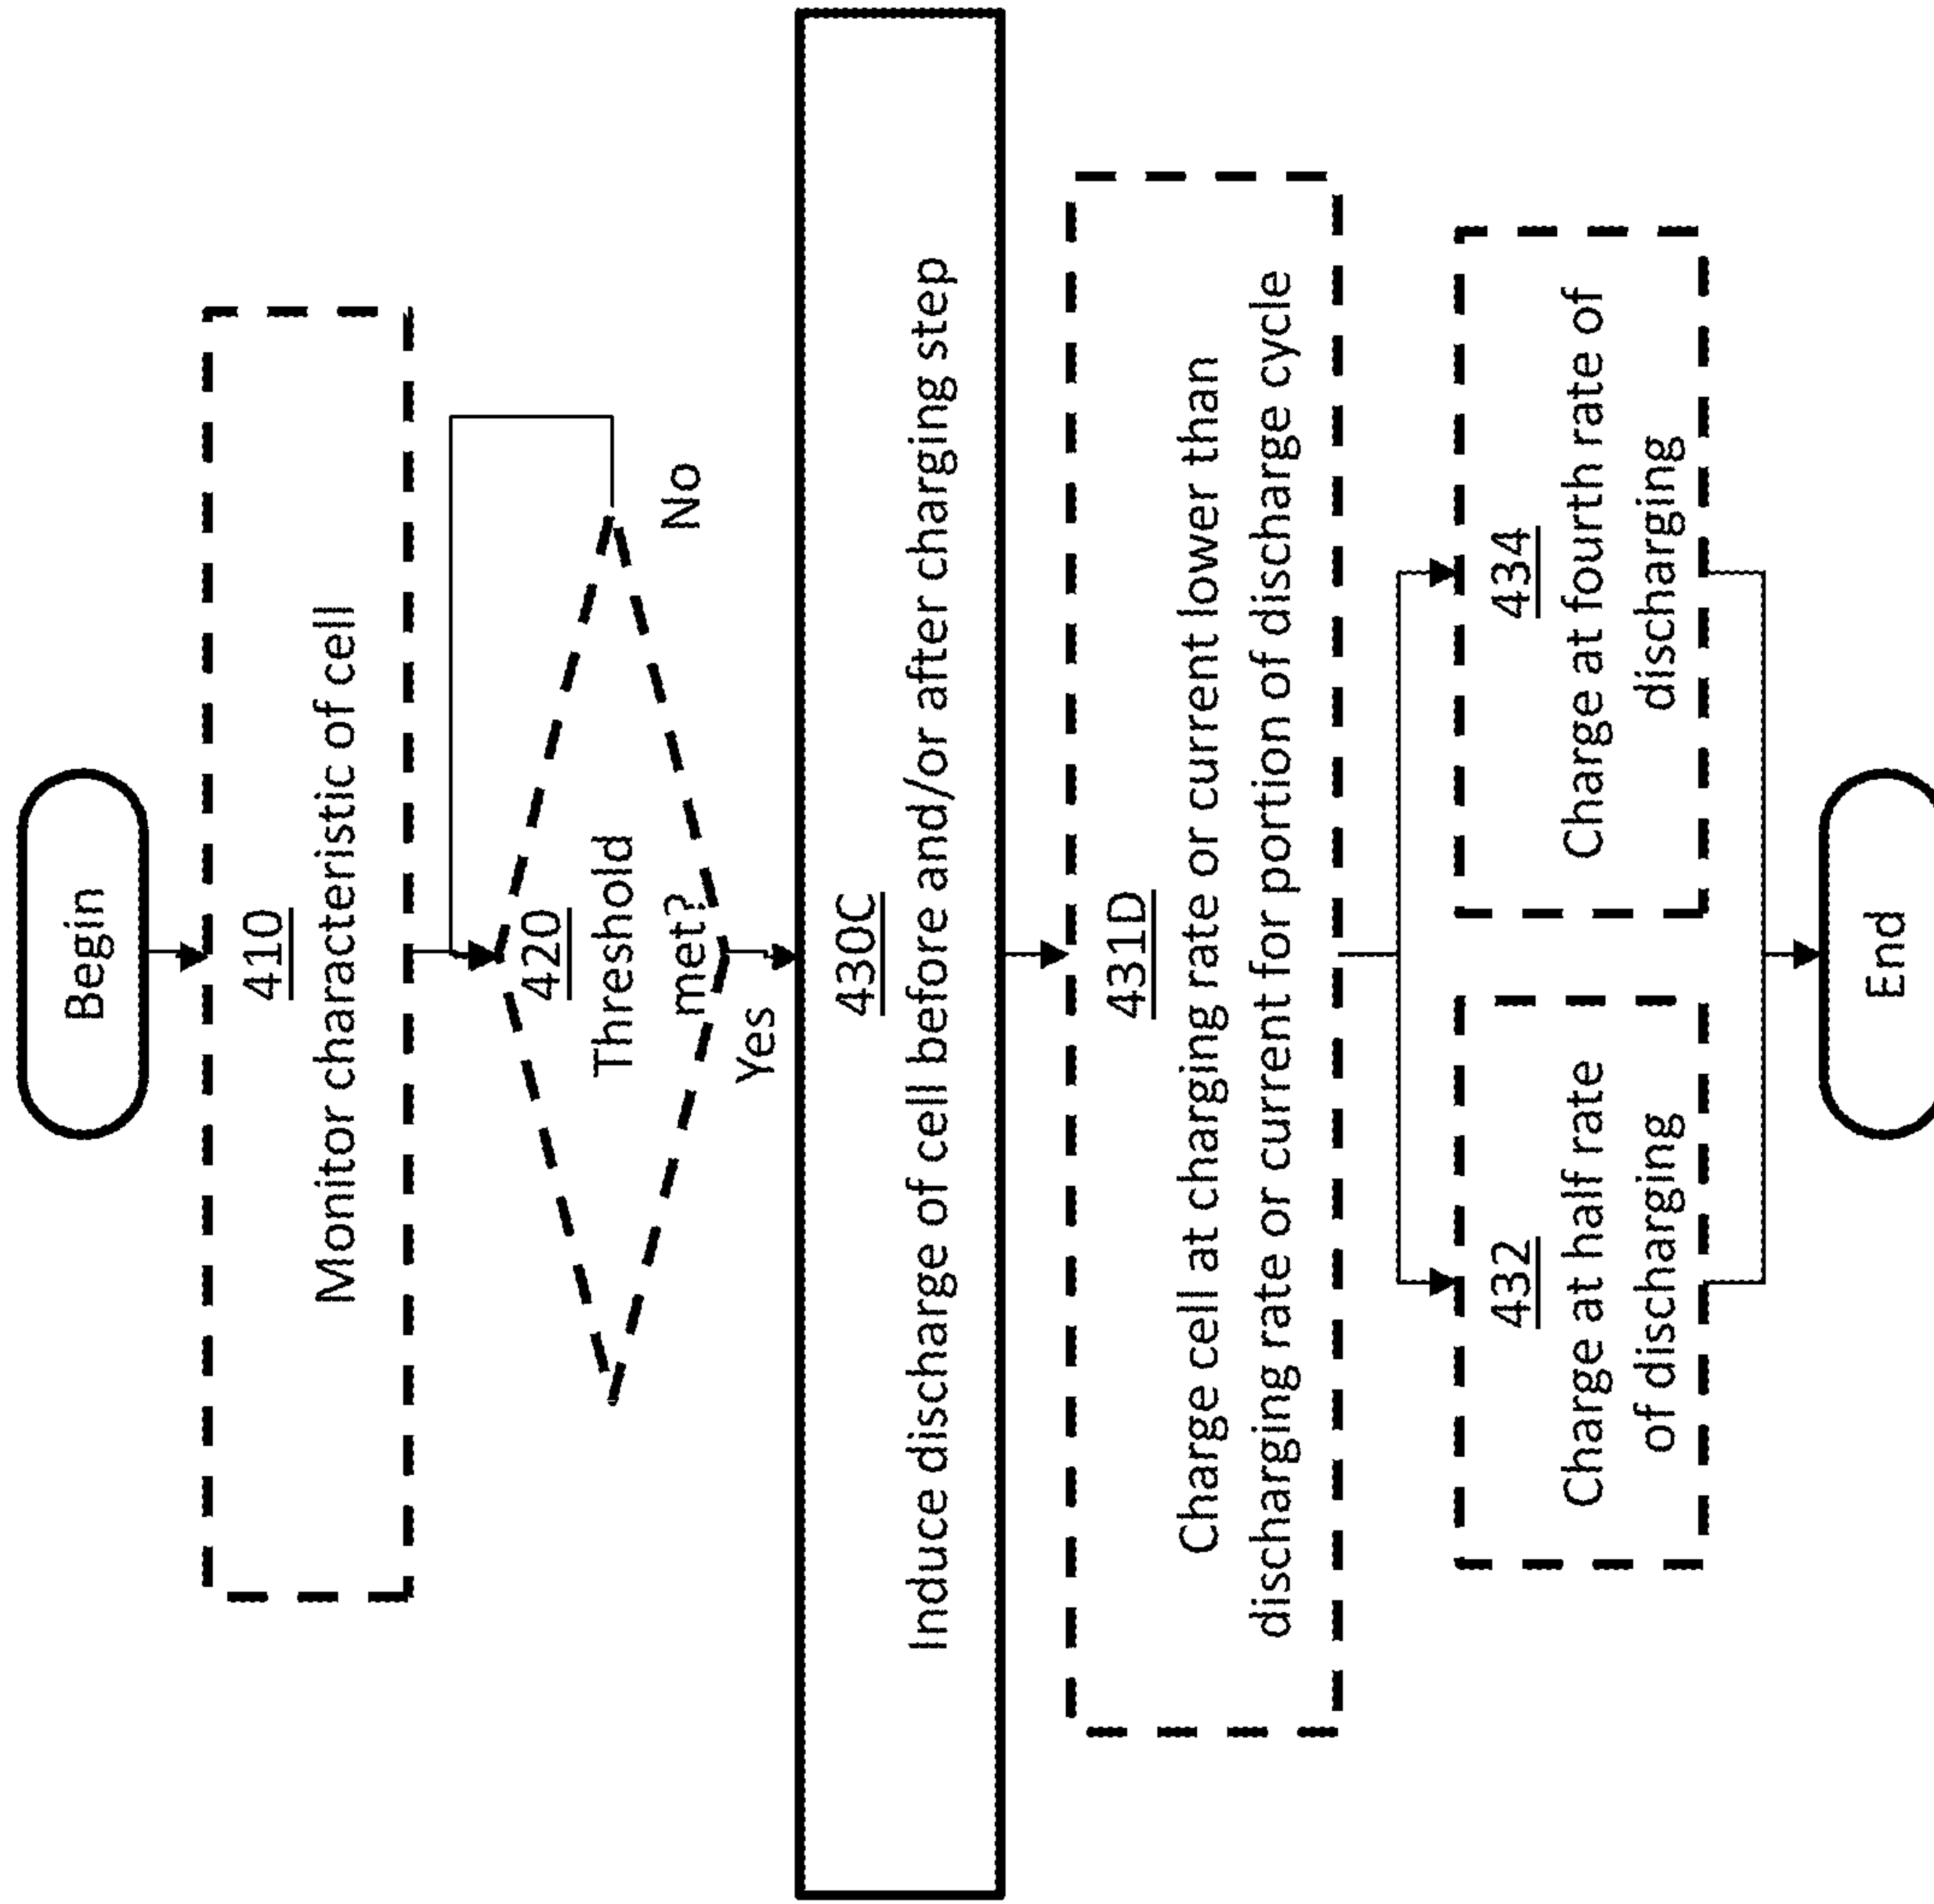 Begin
410
Monitor characteristic of cell
420
Threshold
met?
No
Yes
430C
Induce discharge of cell before and/or after charging step
431D
Charge cell at charging rate or current lower than
discharging rate or current for portion of discharge cycle
432
Charge at half rate
of discharging
434
Charge at fourth rate of
discharging
End